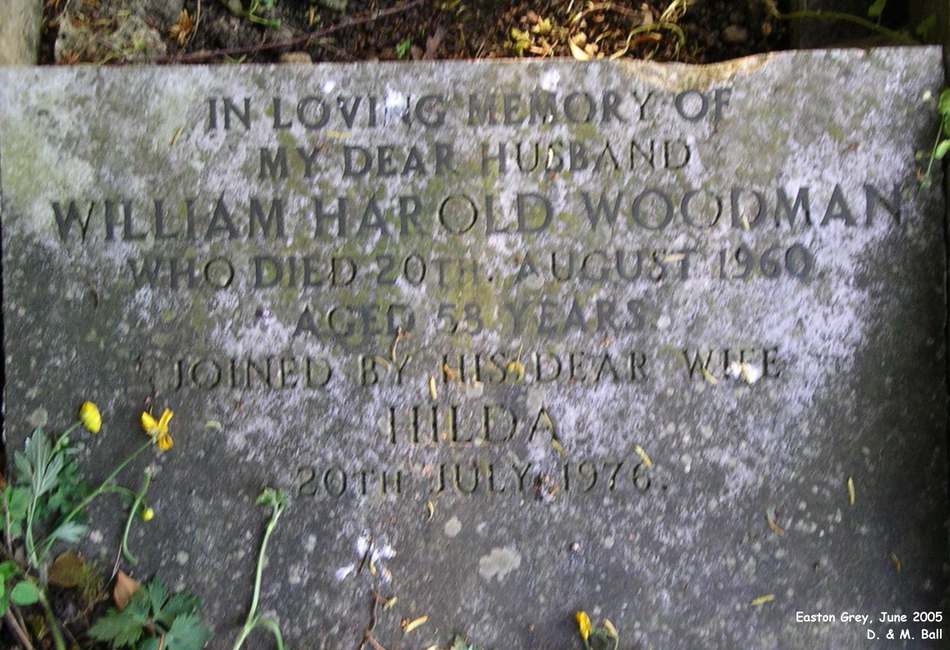 IN LOVING MEMORY OF
MY DEAR HUSBAND
WILLIAM HAROLD WOODMAN
WHO DIED 20TH. AUGUST 1960
AGED 58 YEARS
JOINED BY HIS DEAR WIFE
HILDA
20TH JULY 1976.
Easton Grey, June 2005
D. & M. Ball